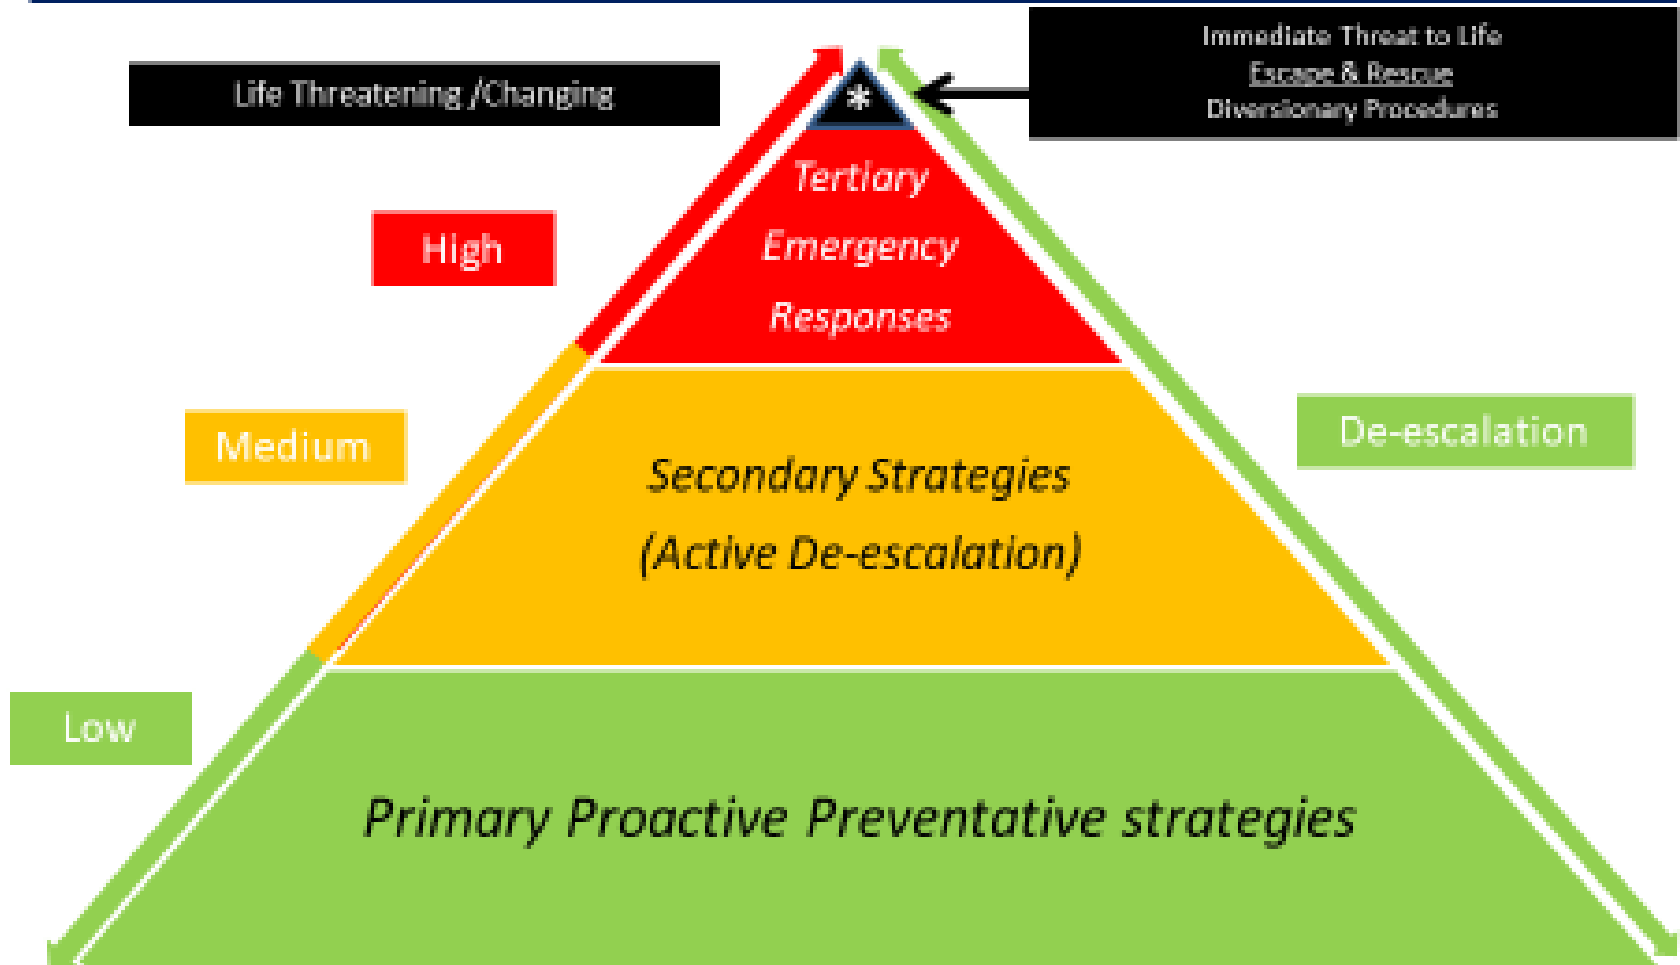 Immediate Threat to Life
Escape & Rescue
Diversionary Procedures
Life Threatening /Changing
*
Tertiary
Emergency
Responses
High
Medium
De-escalation
Secondary Strategies
(Active De-escalation)
Low
Primary Proactive Preventative strategies